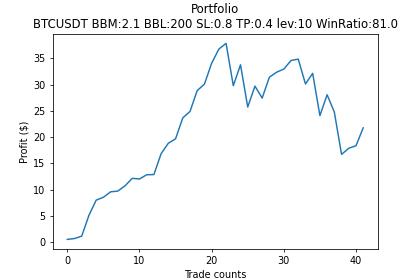 Portfolio
BTCUSDT BBM:2.1 BBL:200 SL:0.8 TP:0.4 lev:10 WinRatio:81.0
35
30
25
20
15
10
5
0
Profit ($)
0 10 20 30 40
Trade counts